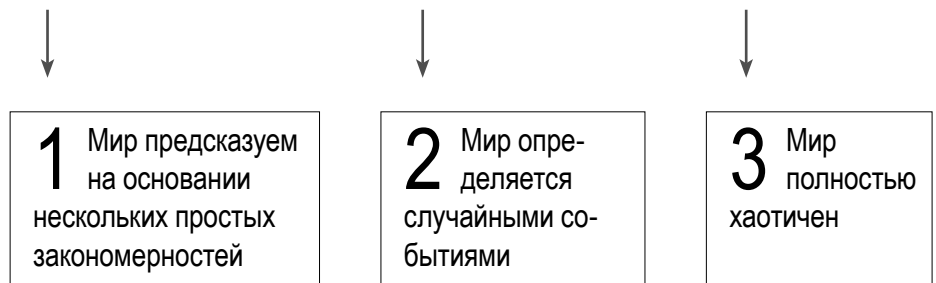 1 Мир предсказуем
на основании
нескольких простых
закономерностей
2 Мир опре-
деляется
случайными со-
бытиями
3 Мир
полностью
хаотичен